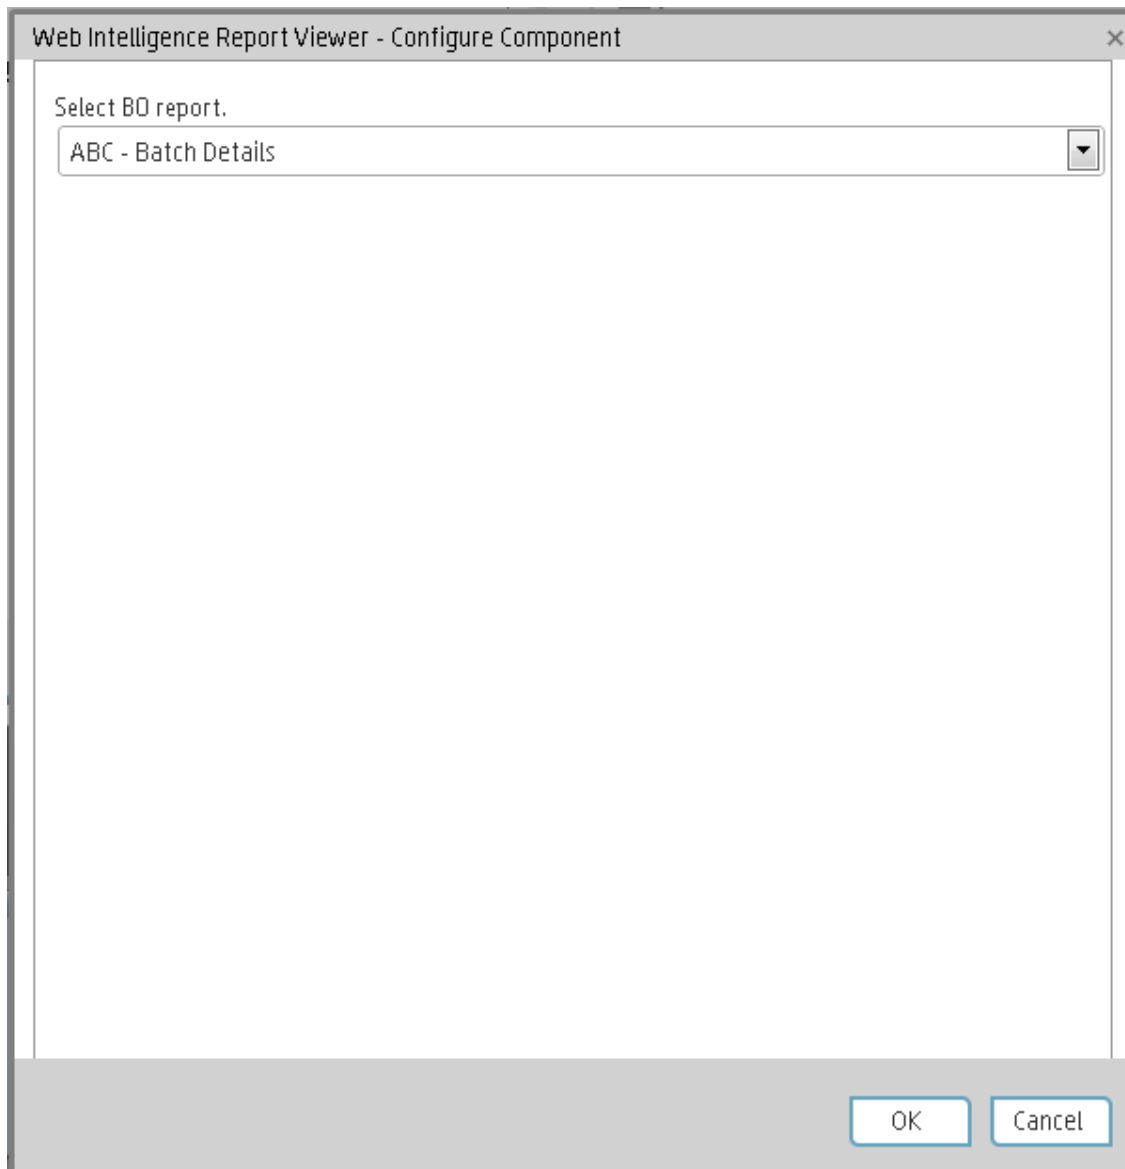 Web Intelligence Report Viewer - Configure Component
Select BO report.
ABC - Batch Details
OK
Cancel